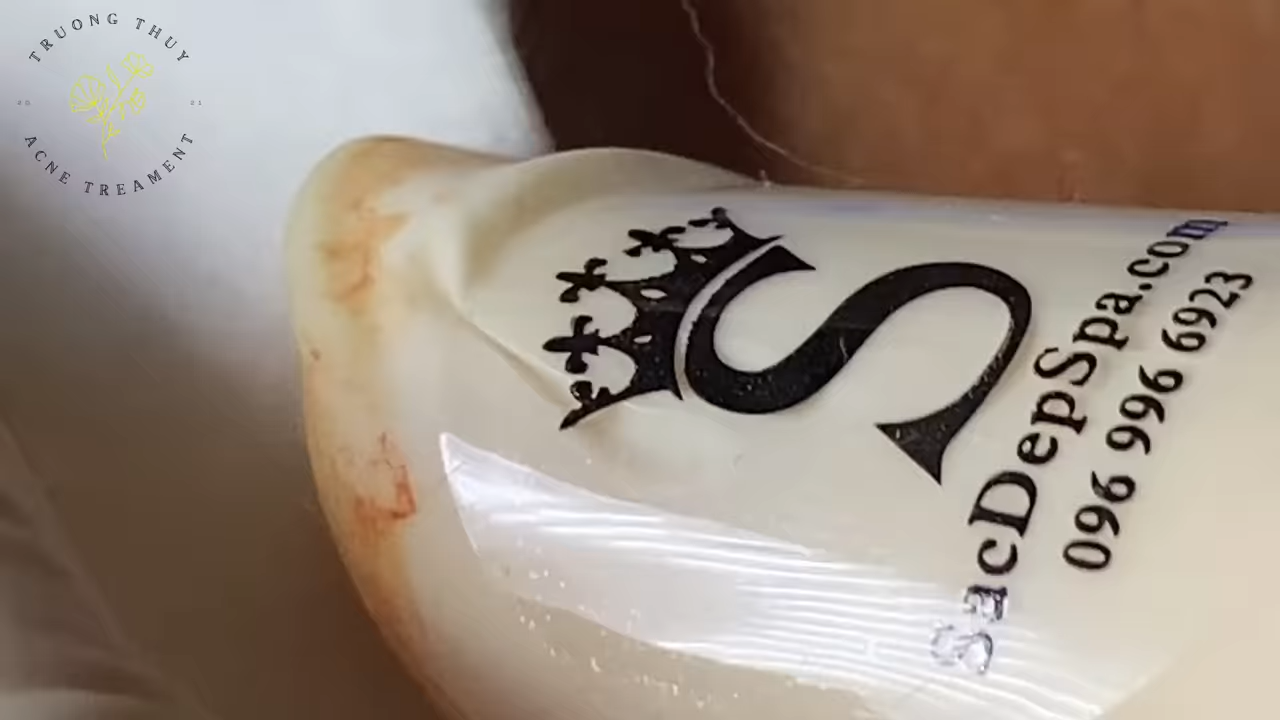 TRUONG THUY
ACNE TREAMENT
S
SacDepSpa.com
096 996 6923